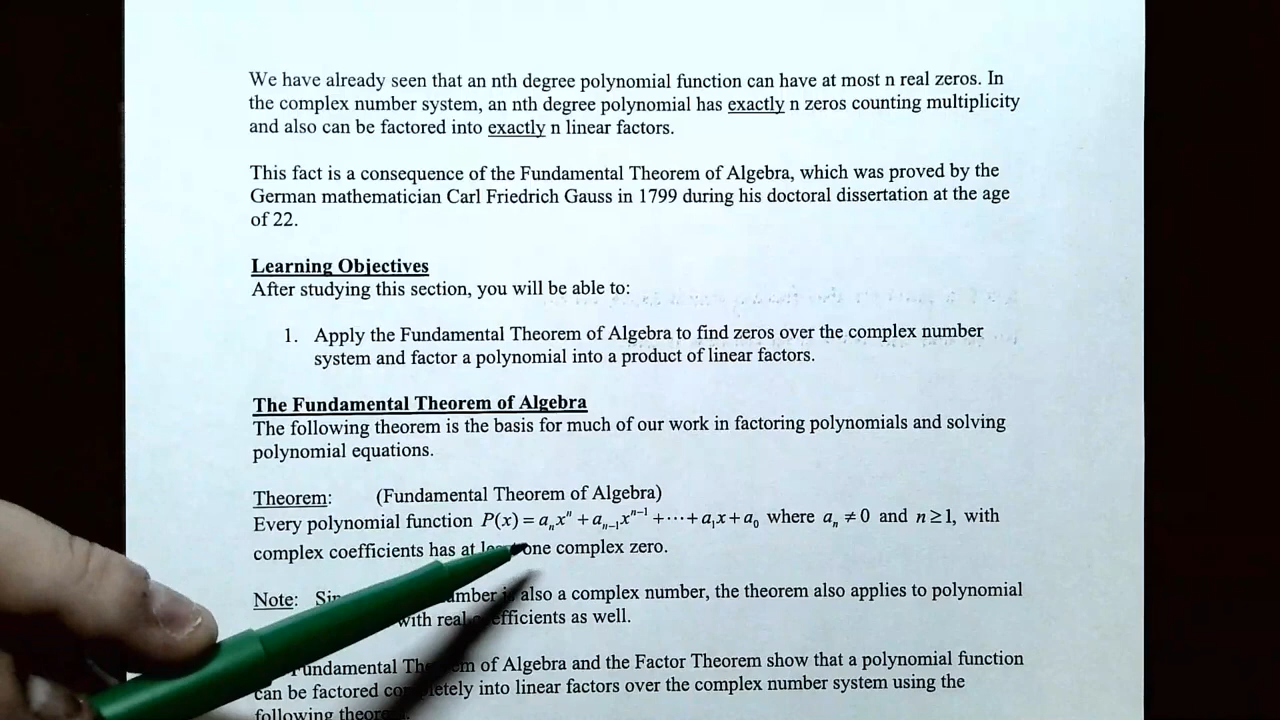 We have already seen that an nth degree polynomial function can have at most n real zeros. In
the complex number system, an nth degree polynomial has exactly n zeros counting multiplicity
and also can be factored into exactly n linear factors.
This fact is a consequence of the Fundamental Theorem of Algebra, which was proved by the
German mathematician Carl Friedrich Gauss in 1799 during his doctoral dissertation at the age
of 22.
Learning Objectives
After studying this section, you will be able to:
1. Apply the Fundamental Theorem of Algebra to find zeros over the complex number
system and factor a polynomial into a product of linear factors.
The Fundamental Theorem of Algebra
The following theorem is the basis for much of our work in factoring polynomials and solving
polynomial equations.
Theorem: (Fundamental Theorem of Algebra)
Every polynomial function P(x) = aₙxⁿ + aₙ₋₁xⁿ⁻¹ + ⋯ + a₁x + a₀ where aₙ ≠ 0 and n ≥ 1, with
complex coefficients has at least one complex zero.
Note: also a complex number, the theorem also applies to polynomial
with real coefficients as well.
Fundamental Theorem of Algebra and the Factor Theorem show that a polynomial function
can be factored completely into linear factors over the complex number system using the
following theorem.